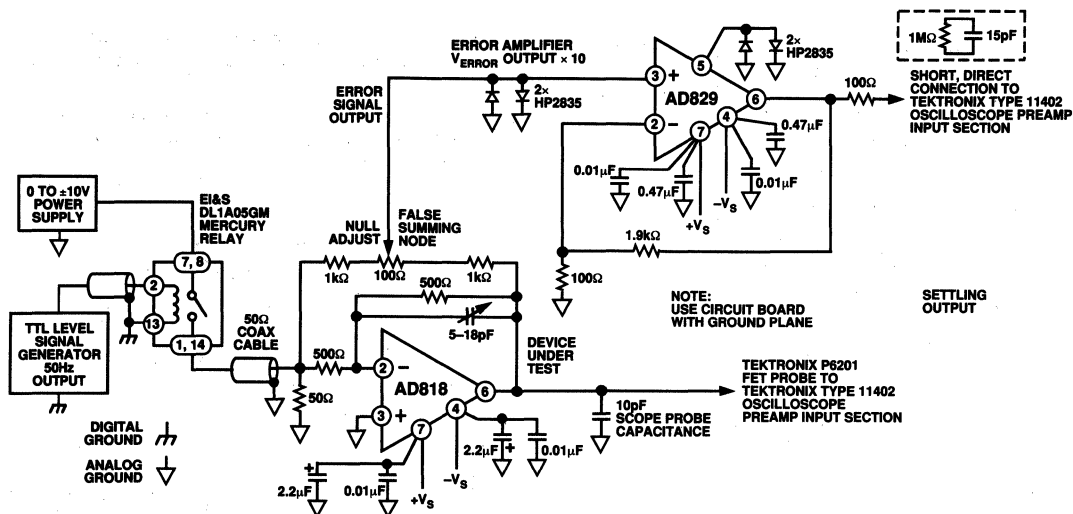 ERROR AMPLIFIER
VERROR OUTPUT × 10
ERROR
SIGNAL
OUTPUT
2×
HP2835
3
+
AD829
2
−
5
6
7
4
2×
HP2835
1MΩ
15pF
100Ω
SHORT, DIRECT
CONNECTION TO
TEKTRONIX TYPE 11402
OSCILLOSCOPE PREAMP
INPUT SECTION
0.47µF
0.01µF
0.47µF
0.01µF
−VS
+VS
1.9kΩ
100Ω
0 TO ±10V
POWER
SUPPLY
EI&S
DL1A05GM
MERCURY
RELAY
7, 8
2
13
1, 14
TTL LEVEL
SIGNAL
GENERATOR
50Hz
OUTPUT
50Ω
COAX
CABLE
NULL
ADJUST
FALSE
SUMMING
NODE
1kΩ
100Ω
1kΩ
500Ω
5–18pF
500Ω
50Ω
2
−
AD818
3
+
6
4
7
DEVICE
UNDER
TEST
NOTE:
USE CIRCUIT BOARD
WITH GROUND PLANE
SETTLING
OUTPUT
TEKTRONIX P6201
FET PROBE TO
TEKTRONIX TYPE 11402
OSCILLOSCOPE
PREAMP INPUT SECTION
10pF
SCOPE PROBE
CAPACITANCE
2.2µF
+
0.01µF
−VS
+
2.2µF
0.01µF
+VS
DIGITAL
GROUND
ANALOG
GROUND